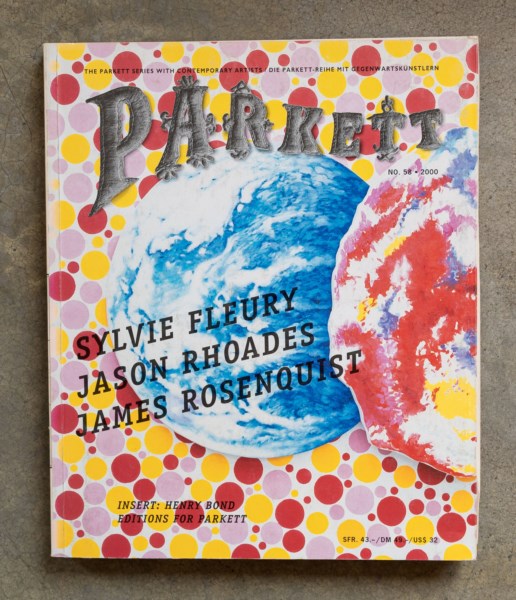 THE PARKETT SERIES WITH CONTEMPORARY ARTISTS / DIE PARKETT-REIHE MIT GEGENWARTSKÜNSTLERN
PARKETT
NO. 58 • 2000
SYLVIE FLEURY
JASON RHOADES
JAMES ROSENQUIST
INSERT: HENRY BOND
EDITIONS FOR PARKETT
SFR. 43.–/DM 49.–/US$ 32